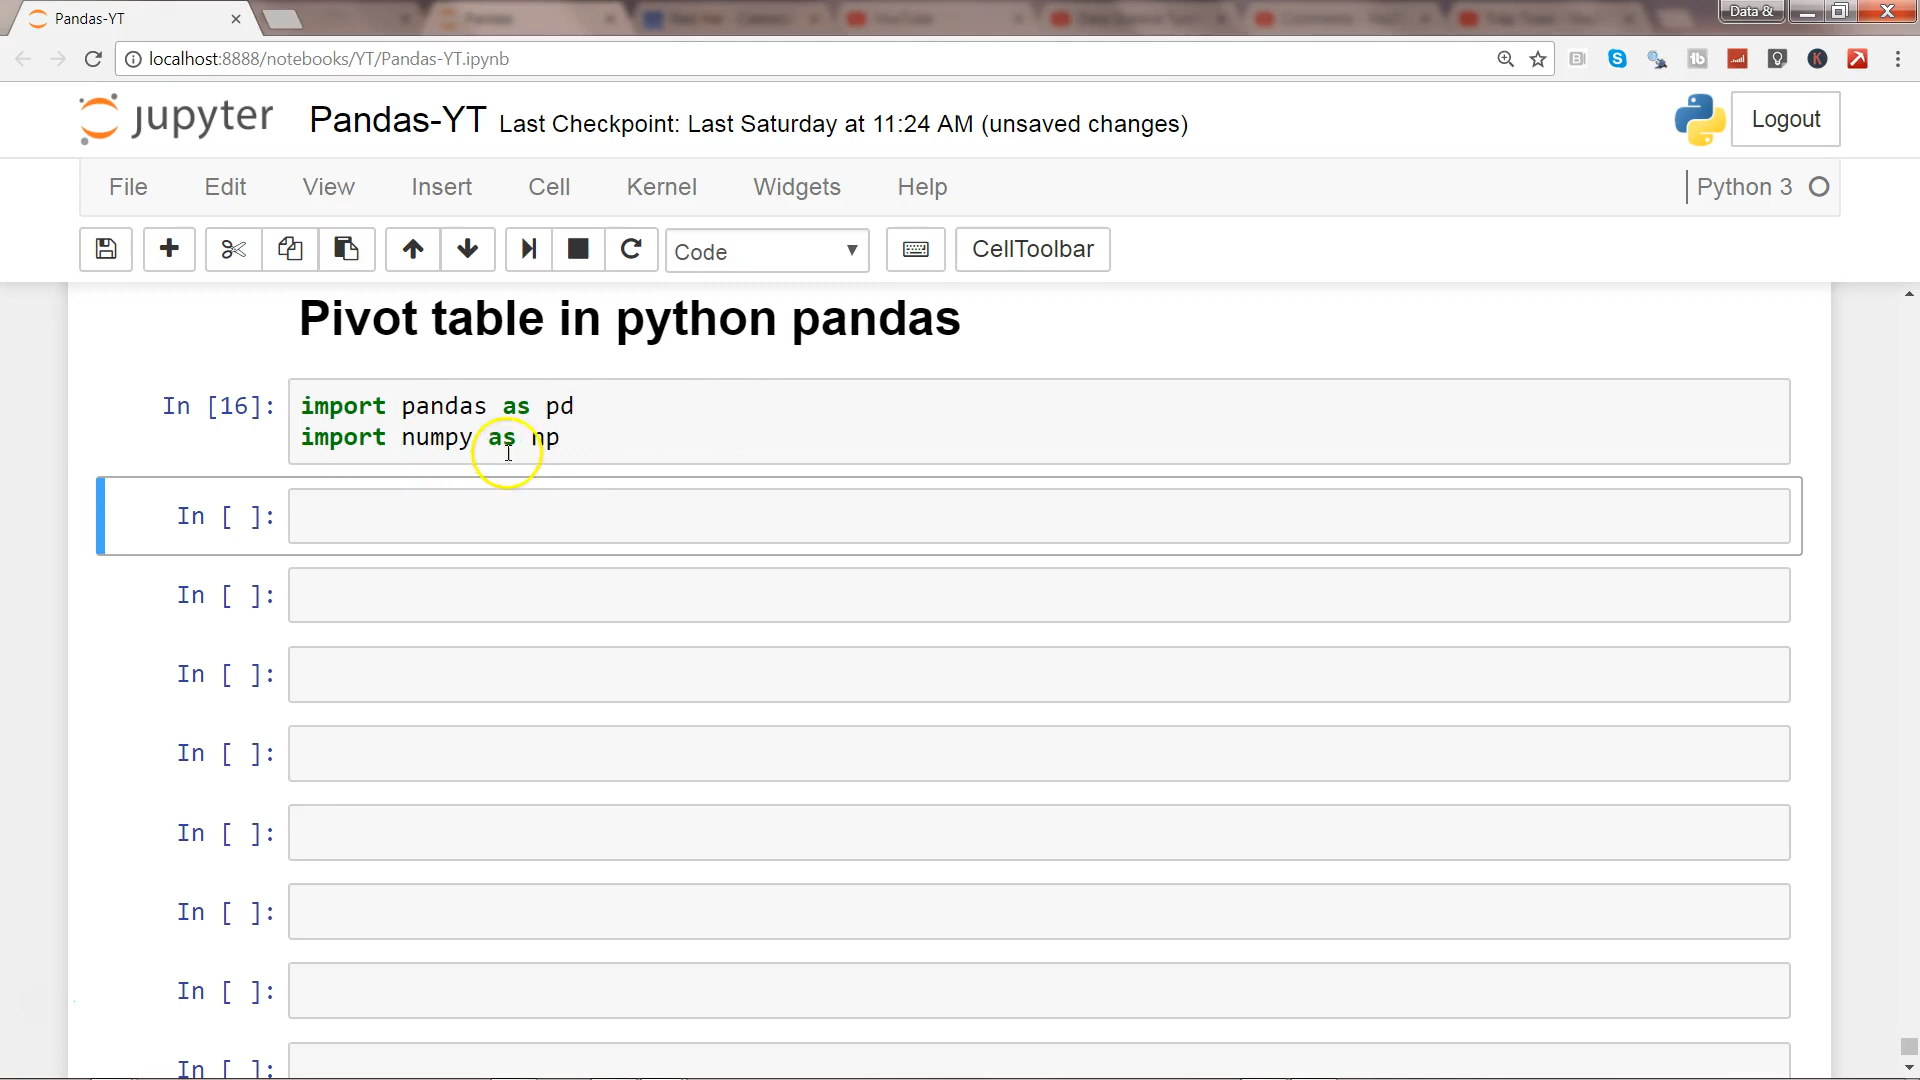 Pandas-YT
Data &
localhost:8888/notebooks/YT/Pandas-YT.ipynb
jupyter Pandas-YT Last Checkpoint: Last Saturday at 11:24 AM (unsaved changes)
Logout
File Edit View Insert Cell Kernel Widgets Help Python 3
Code CellToolbar
Pivot table in python pandas
In [16]: import pandas as pd
import numpy as np
In [ ]:
In [ ]:
In [ ]:
In [ ]:
In [ ]:
In [ ]:
In [ ]:
In [ ]: